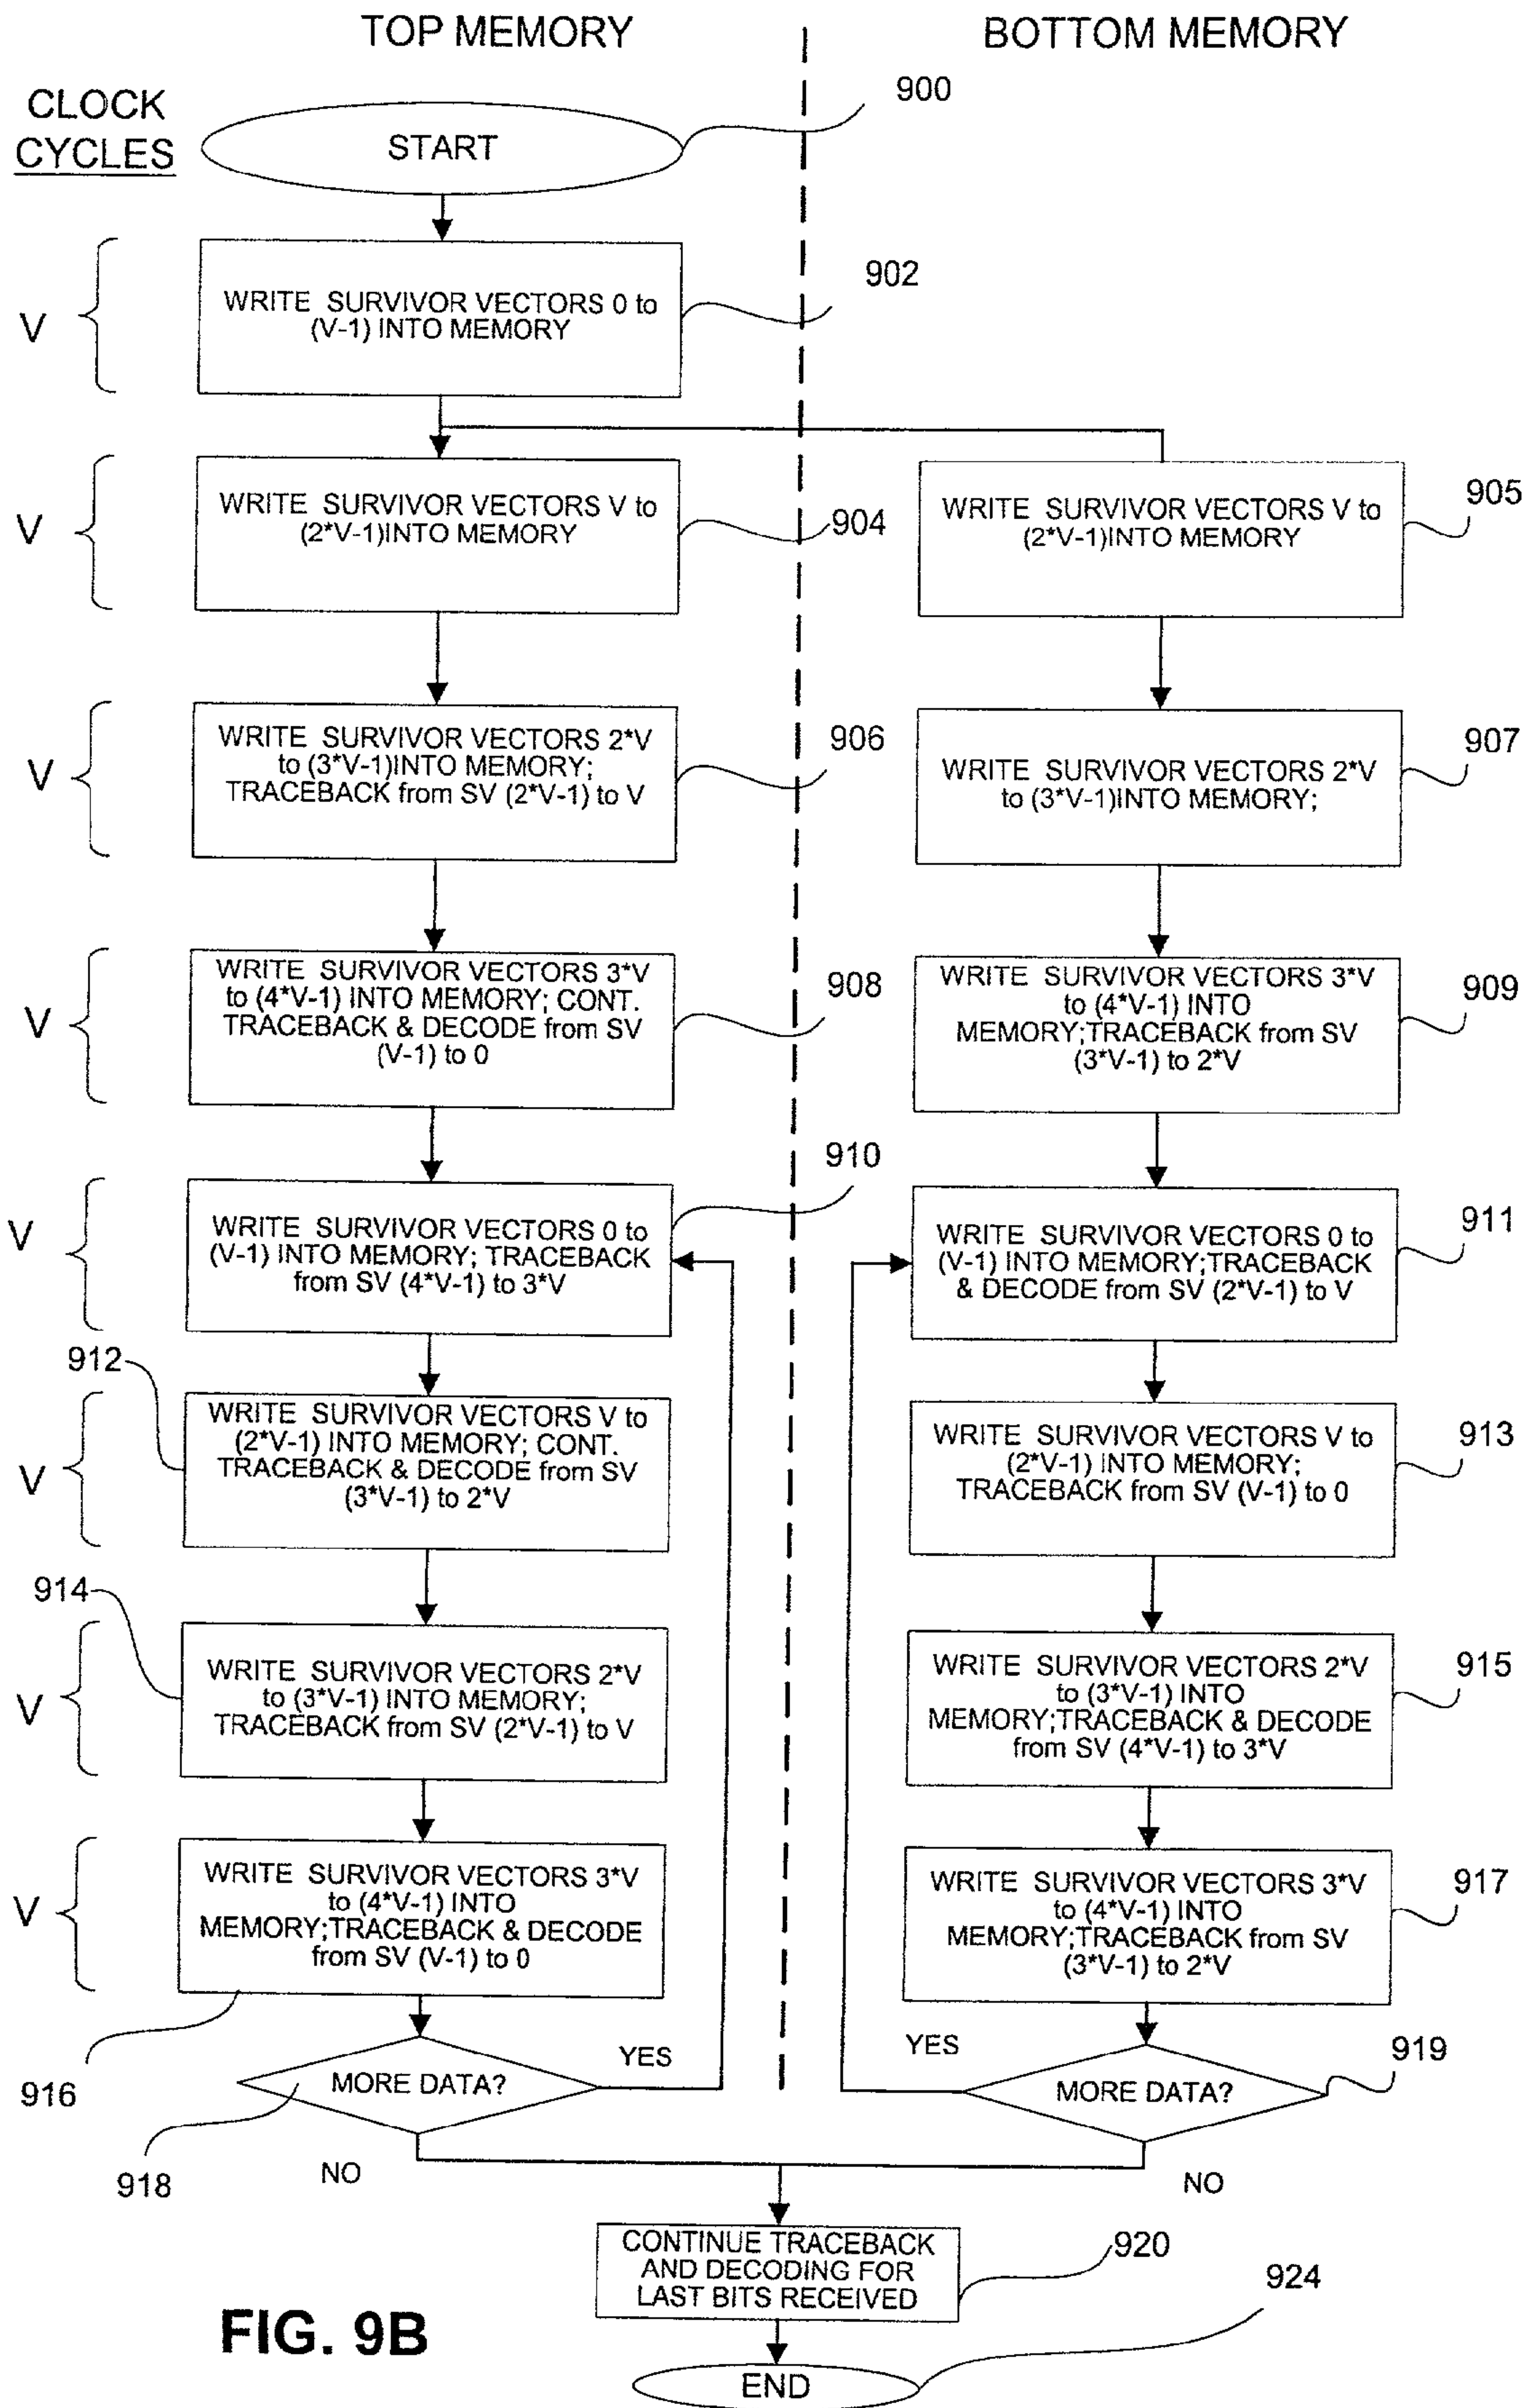 TOP MEMORY
BOTTOM MEMORY
CLOCK
CYCLES
START
900
V
WRITE SURVIVOR VECTORS 0 to
(V-1) INTO MEMORY
902
V
WRITE SURVIVOR VECTORS V to
(2*V-1)INTO MEMORY
904
WRITE SURVIVOR VECTORS V to
(2*V-1)INTO MEMORY
905
V
WRITE SURVIVOR VECTORS 2*V
to (3*V-1)INTO MEMORY;
TRACEBACK from SV (2*V-1) to V
906
WRITE SURVIVOR VECTORS 2*V
to (3*V-1)INTO MEMORY;
907
V
WRITE SURVIVOR VECTORS 3*V
to (4*V-1) INTO MEMORY; CONT.
TRACEBACK & DECODE from SV
(V-1) to 0
908
WRITE SURVIVOR VECTORS 3*V
to (4*V-1) INTO
MEMORY;TRACEBACK from SV
(3*V-1) to 2*V
909
V
WRITE SURVIVOR VECTORS 0 to
(V-1) INTO MEMORY; TRACEBACK
from SV (4*V-1) to 3*V
910
WRITE SURVIVOR VECTORS 0 to
(V-1) INTO MEMORY;TRACEBACK
& DECODE from SV (2*V-1) to V
911
912
V
WRITE SURVIVOR VECTORS V to
(2*V-1) INTO MEMORY; CONT.
TRACEBACK & DECODE from SV
(3*V-1) to 2*V
WRITE SURVIVOR VECTORS V to
(2*V-1) INTO MEMORY;
TRACEBACK from SV (V-1) to 0
913
914
V
WRITE SURVIVOR VECTORS 2*V
to (3*V-1) INTO MEMORY;
TRACEBACK from SV (2*V-1) to V
WRITE SURVIVOR VECTORS 2*V
to (3*V-1) INTO
MEMORY;TRACEBACK & DECODE
from SV (4*V-1) to 3*V
915
V
WRITE SURVIVOR VECTORS 3*V
to (4*V-1) INTO
MEMORY;TRACEBACK & DECODE
from SV (V-1) to 0
916
WRITE SURVIVOR VECTORS 3*V
to (4*V-1) INTO
MEMORY;TRACEBACK from SV
(3*V-1) to 2*V
917
MORE DATA?
YES
918
NO
YES
MORE DATA?
919
NO
CONTINUE TRACEBACK
AND DECODING FOR
LAST BITS RECEIVED
920
924
END
FIG. 9B